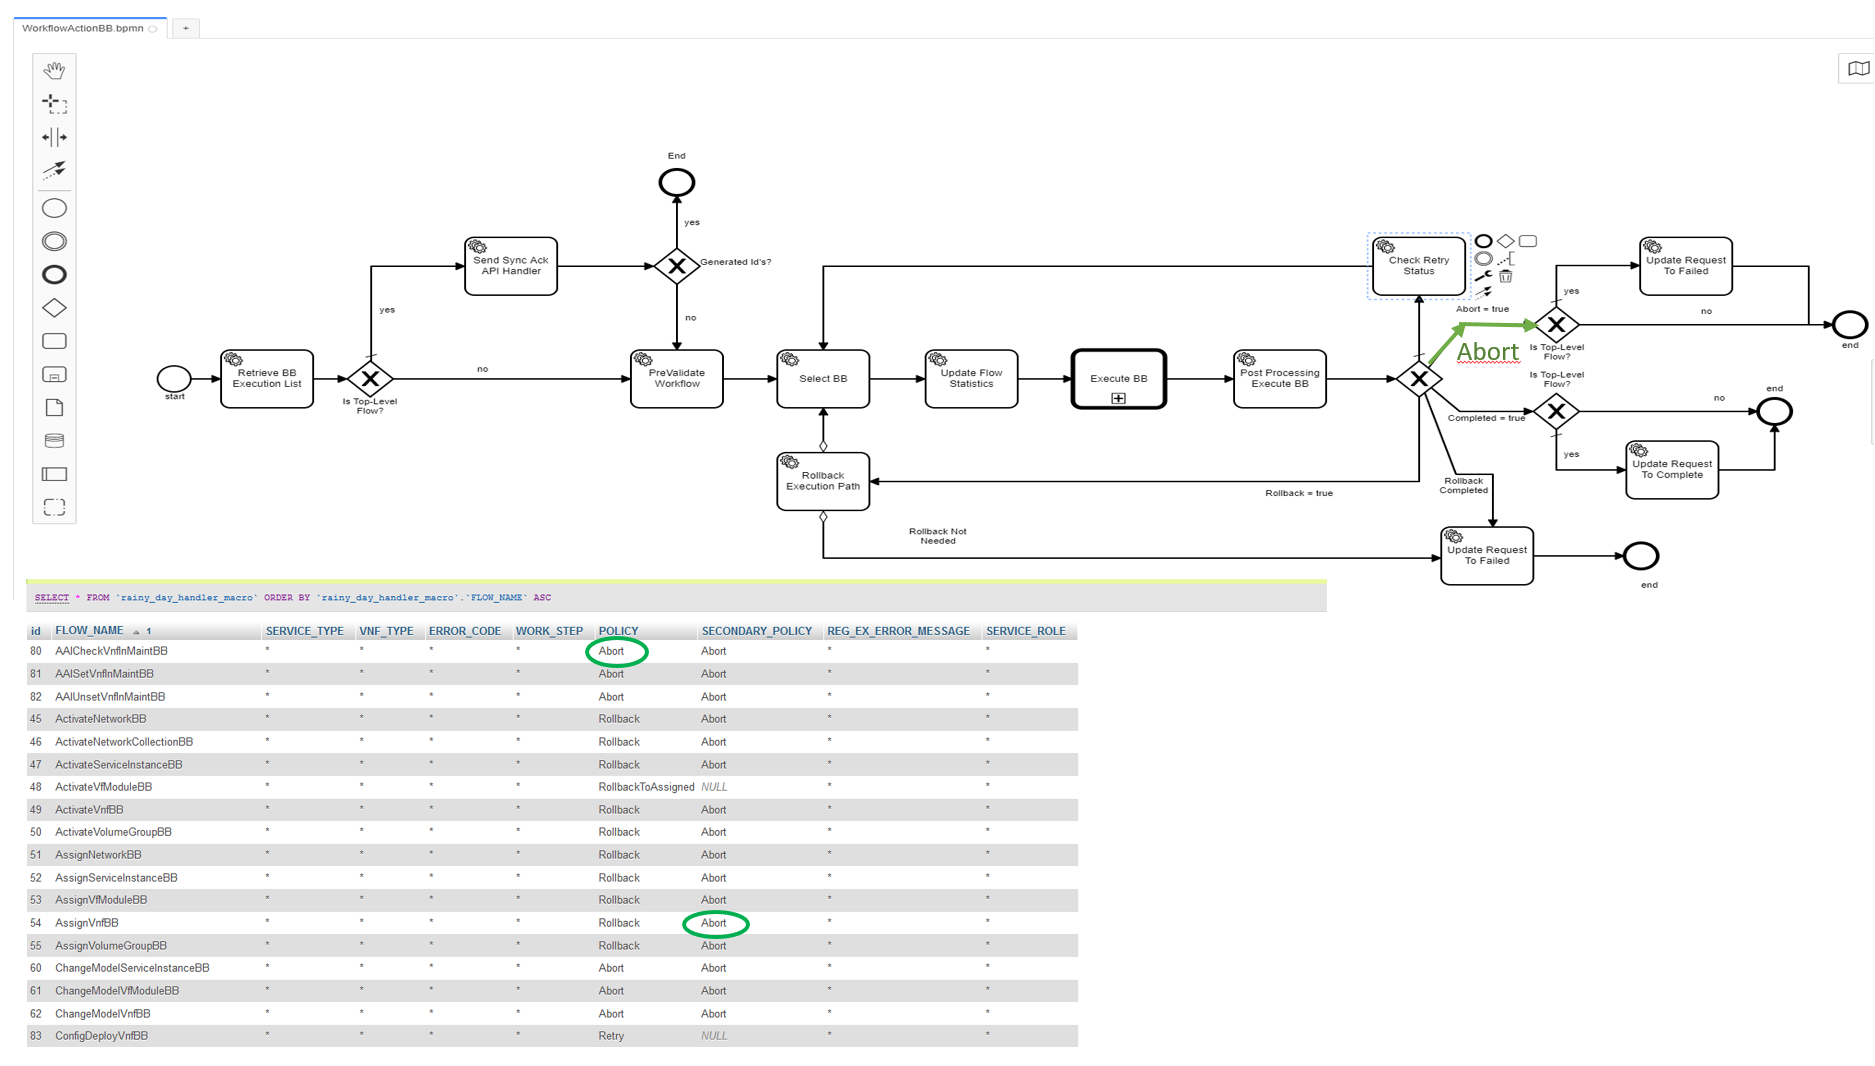 WorkflowActionBB.bpmn
+
End
yes
Send Sync Ack
API Handler
Generated Id's?
yes
no
Check Retry
Status
Update Request
To Failed
Abort = true
yes
no
Abort
Is Top-Level
Flow?
end
start
Retrieve BB
Execution List
Is Top-Level
Flow?
no
PreValidate
Workflow
Select BB
Update Flow
Statistics
Execute BB
Post Processing
Execute BB
Is Top-Level
Flow?
Completed = true
no
end
yes
Update Request
To Complete
Rollback
Execution Path
Rollback = true
Rollback
Completed
Rollback Not
Needed
Update Request
To Failed
end
SELECT * FROM `rainy_day_handler_macro` ORDER BY `rainy_day_handler_macro`.`FLOW_NAME` ASC
id FLOW_NAME 1 SERVICE_TYPE VNF_TYPE ERROR_CODE WORK_STEP POLICY SECONDARY_POLICY REG_EX_ERROR_MESSAGE SERVICE_ROLE
80 AAICheckVnfInMaintBB * * * * Abort Abort * *
81 AAISetVnfInMaintBB * * * * Abort Abort * *
82 AAIUnsetVnfInMaintBB * * * * Abort Abort * *
45 ActivateNetworkBB * * * * Rollback Abort * *
46 ActivateNetworkCollectionBB * * * * Rollback Abort * *
47 ActivateServiceInstanceBB * * * * Rollback Abort * *
48 ActivateVfModuleBB * * * * RollbackToAssigned NULL * *
49 ActivateVnfBB * * * * Rollback Abort * *
50 ActivateVolumeGroupBB * * * * Rollback Abort * *
51 AssignNetworkBB * * * * Rollback Abort * *
52 AssignServiceInstanceBB * * * * Rollback Abort * *
53 AssignVfModuleBB * * * * Rollback Abort * *
54 AssignVnfBB * * * * Rollback Abort * *
55 AssignVolumeGroupBB * * * * Rollback Abort * *
60 ChangeModelServiceInstanceBB * * * * Abort Abort * *
61 ChangeModelVfModuleBB * * * * Abort Abort * *
62 ChangeModelVnfBB * * * * Abort Abort * *
83 ConfigDeployVnfBB * * * * Retry NULL * *